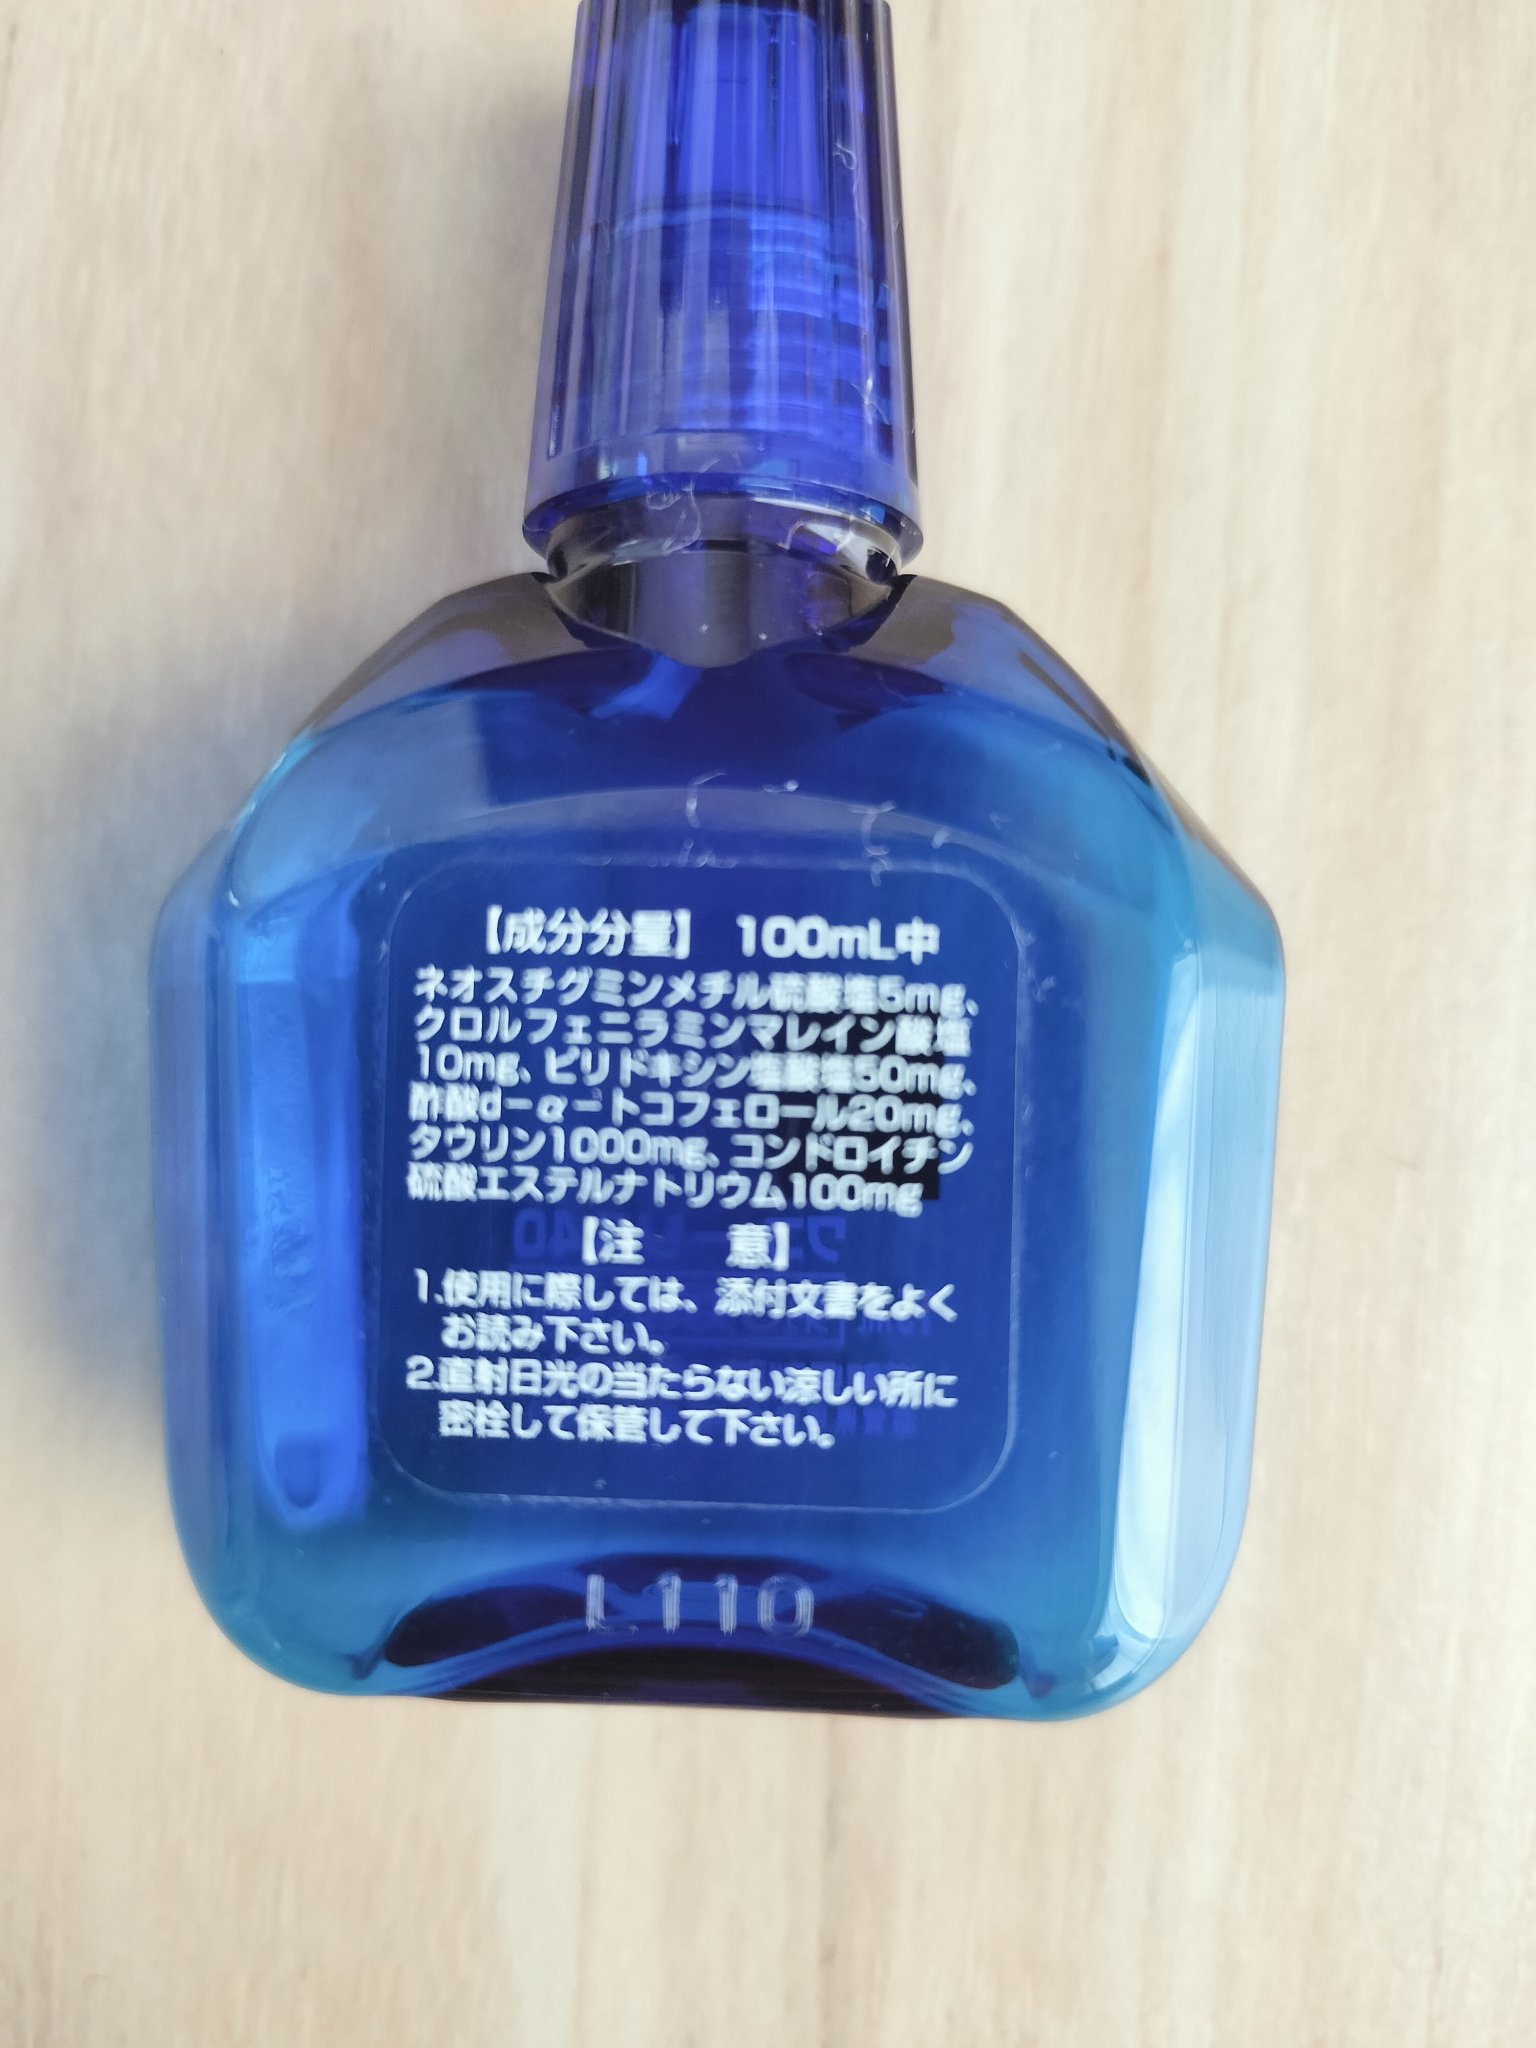 【成分分量】 100mL中
ネオスチグミンメチル硫酸塩5mg、
クロルフェニラミンマレイン酸塩
10mg、ピリドキシン塩酸塩50mg、
酢酸d-α-トコフェロール20mg、
タウリン1000mg、コンドロイチン
硫酸エステルナトリウム100mg
【注　意】
1.使用に際しては、添付文書をよく
お読み下さい。
2.直射日光の当たらない涼しい所に
密栓して保管して下さい。
L110